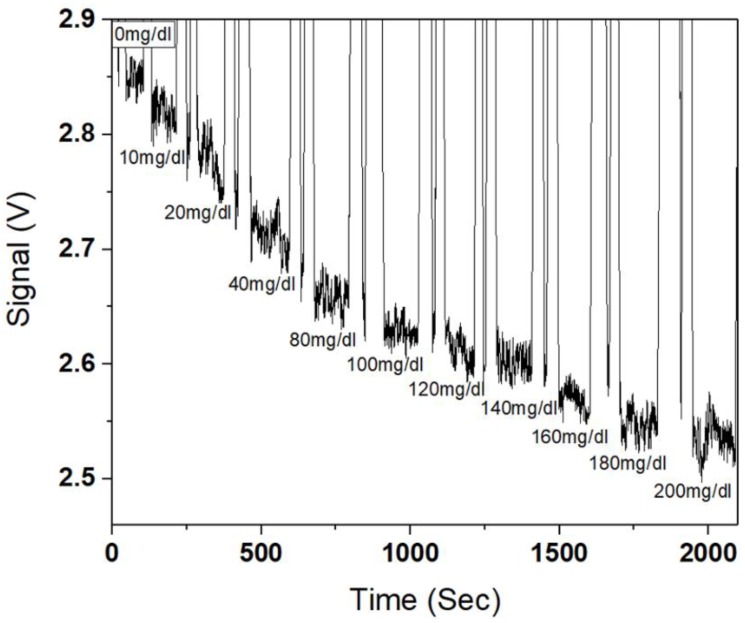 2.9
0mg/dl
2.8
10mg/dl
20mg/dl
2.7
40mg/dl
80mg/dl
2.6
100mg/dl
120mg/dl
140mg/dl
160mg/dl
180mg/dl
2.5
200mg/dl
Signal (V)
0 500 1000 1500 2000
Time (Sec)